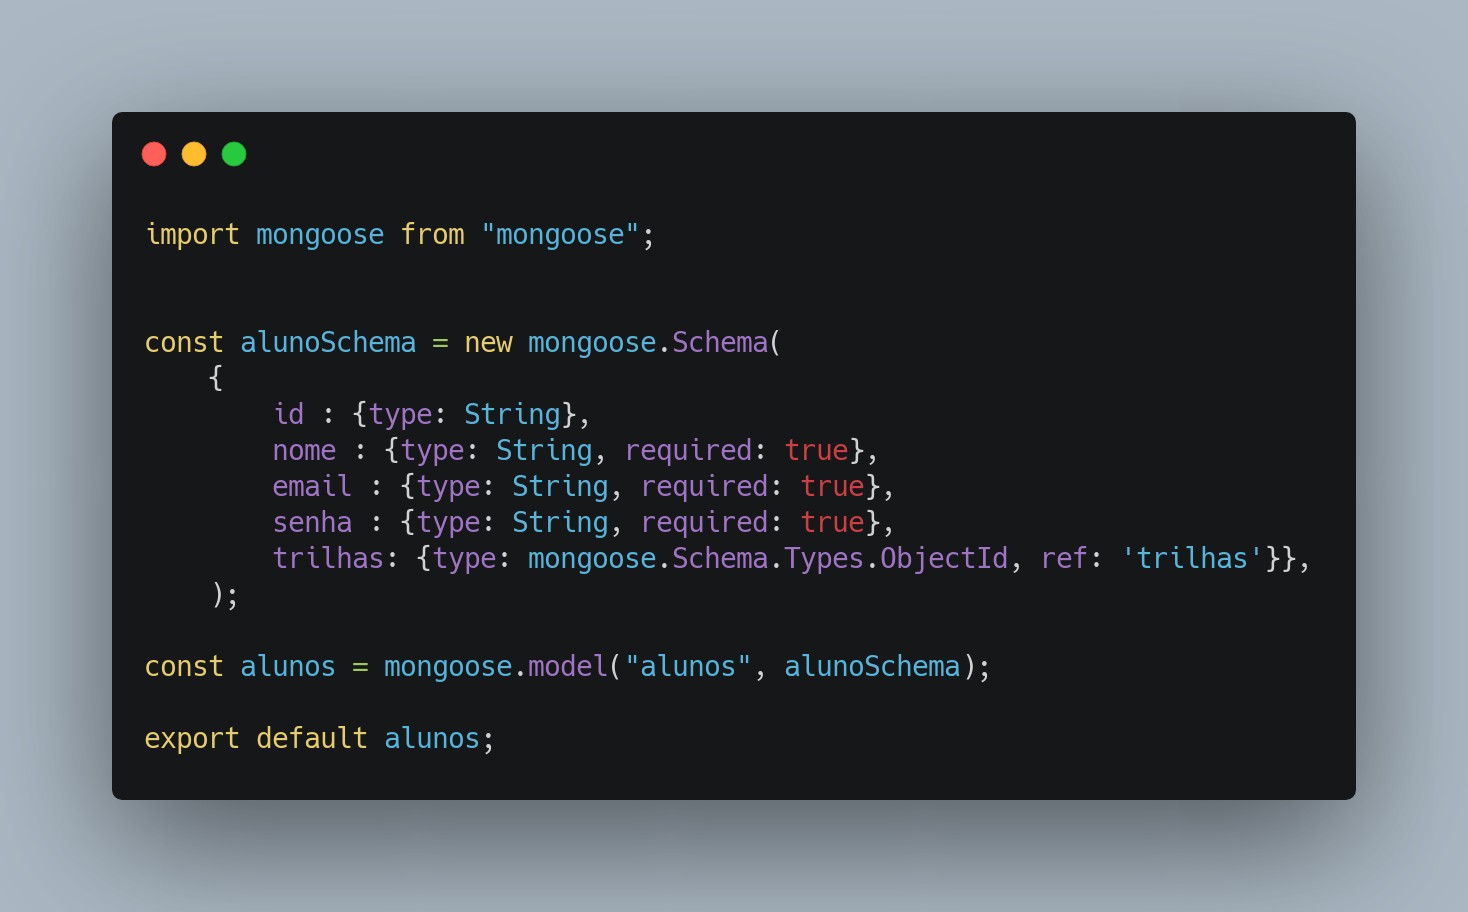 import mongoose from "mongoose";
const alunoSchema = new mongoose.Schema(
    {
        id : {type: String},
        nome : {type: String, required: true},
        email : {type: String, required: true},
        senha : {type: String, required: true},
        trilhas: {type: mongoose.Schema.Types.ObjectId, ref: 'trilhas'}},
    );
const alunos = mongoose.model("alunos", alunoSchema);
export default alunos;